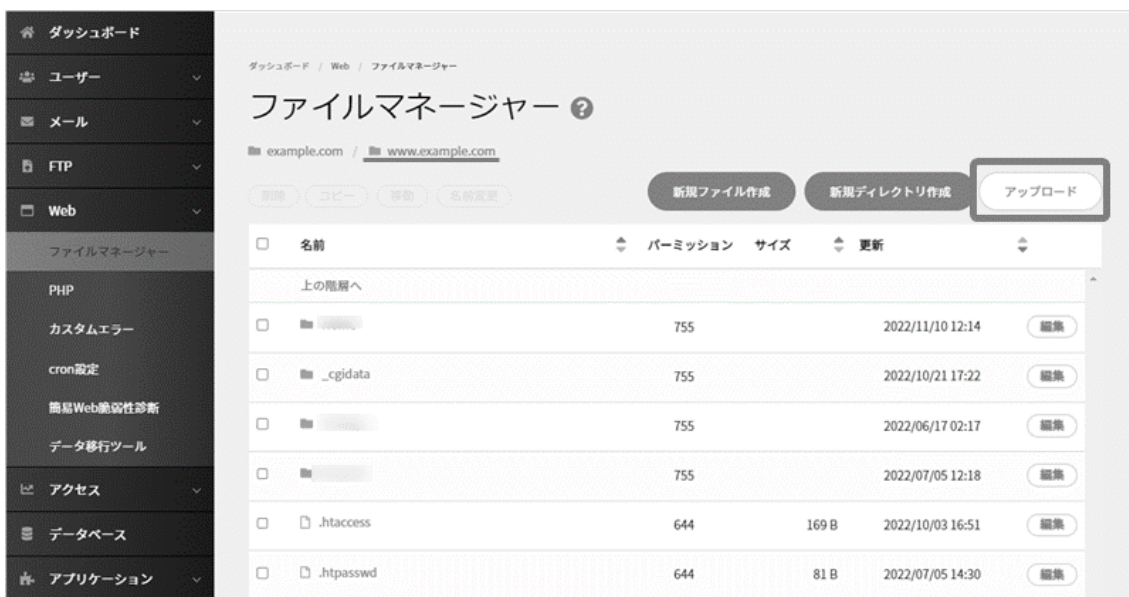 ダッシュボード
ユーザー
メール
FTP
Web
ファイルマネージャー
PHP
カスタムエラー
cron設定
簡易Web脆弱性診断
データ移行ツール
アクセス
データベース
アプリケーション
ダッシュボード / Web / ファイルマネージャー
ファイルマネージャー ?
example.com / www.example.com
削除 コピー 移動 名前変更 新規ファイル作成 新規ディレクトリ作成 アップロード
名前 パーミッション サイズ 更新
上の階層へ
755 2022/11/10 12:14 編集
_cgidata 755 2022/10/21 17:22 編集
755 2022/06/17 02:17 編集
755 2022/07/05 12:18 編集
.htaccess 644 169 B 2022/10/03 16:51 編集
.htpasswd 644 81 B 2022/07/05 14:30 編集